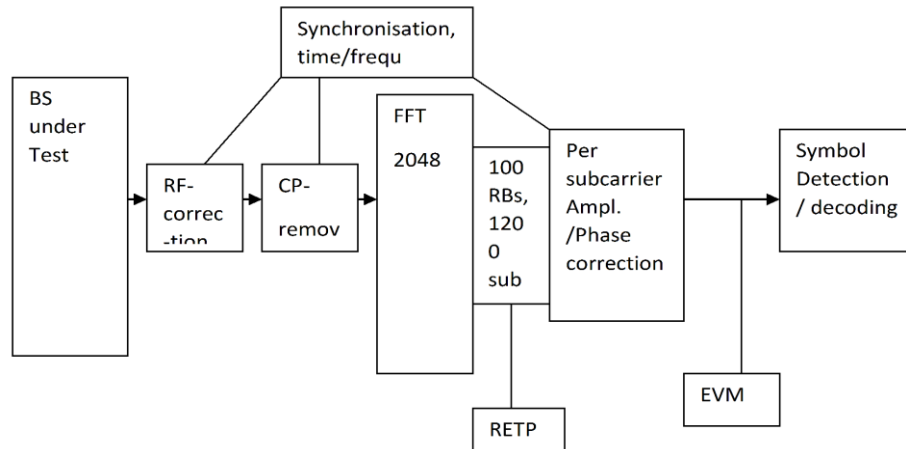 Synchronisation,
time/frequ
BS
under
Test
RF-
correc
-tion
CP-
remov
FFT
2048
100
RBs,
120
0
sub
Per
subcarrier
Ampl.
/Phase
correction
Symbol
Detection
/ decoding
EVM
RETP